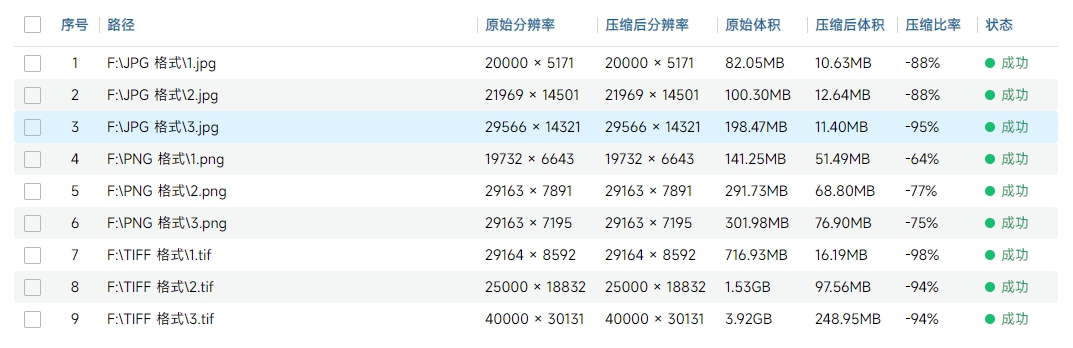 序号 路径 原始分辨率 压缩后分辨率 原始体积 压缩后体积 压缩比率 状态
1 F:\JPG 格式\1.jpg 20000 × 5171 20000 × 5171 82.05MB 10.63MB -88% 成功
2 F:\JPG 格式\2.jpg 21969 × 14501 21969 × 14501 100.30MB 12.64MB -88% 成功
3 F:\JPG 格式\3.jpg 29566 × 14321 29566 × 14321 198.47MB 11.40MB -95% 成功
4 F:\PNG 格式\1.png 19732 × 6643 19732 × 6643 141.25MB 51.49MB -64% 成功
5 F:\PNG 格式\2.png 29163 × 7891 29163 × 7891 291.73MB 68.80MB -77% 成功
6 F:\PNG 格式\3.png 29163 × 7195 29163 × 7195 301.98MB 76.90MB -75% 成功
7 F:\TIFF 格式\1.tif 29164 × 8592 29164 × 8592 716.93MB 16.19MB -98% 成功
8 F:\TIFF 格式\2.tif 25000 × 18832 25000 × 18832 1.53GB 97.56MB -94% 成功
9 F:\TIFF 格式\3.tif 40000 × 30131 40000 × 30131 3.92GB 248.95MB -94% 成功